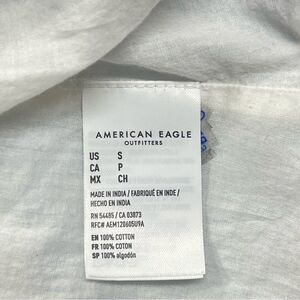 AMERICAN EAGLE
OUTFITTERS
US S
CA P
MX CH
MADE IN INDIA / FABRIQUÉ EN INDE /
HECHO EN INDIA
RN 54485 / CA 03873
RFC# AEM120605U9A
EN 100% COTTON
FR 100% COTON
SP 100% algodón